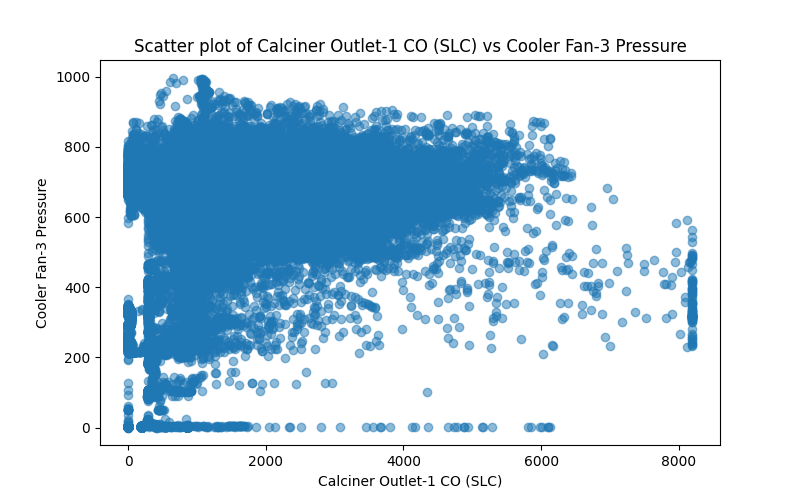 Scatter plot of Calciner Outlet-1 CO (SLC) vs Cooler Fan-3 Pressure
1000
800
600
400
200
0
Cooler Fan-3 Pressure
0 2000 4000 6000 8000
Calciner Outlet-1 CO (SLC)